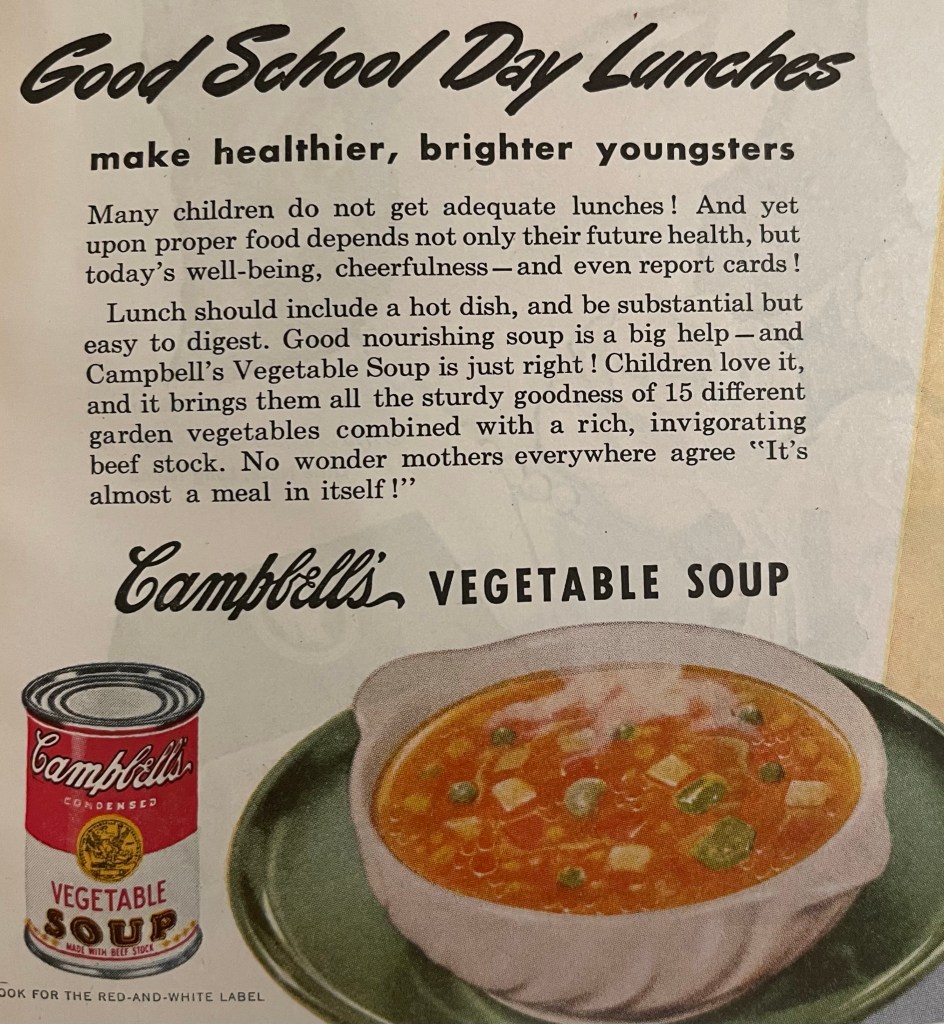 Good School Day Lunches
make healthier, brighter youngsters
Many children do not get adequate lunches! And yet
upon proper food depends not only their future health, but
today's well-being, cheerfulness—and even report cards!
Lunch should include a hot dish, and be substantial but
easy to digest. Good nourishing soup is a big help—and
Campbell's Vegetable Soup is just right! Children love it,
and it brings them all the sturdy goodness of 15 different
garden vegetables combined with a rich, invigorating
beef stock. No wonder mothers everywhere agree “It's
almost a meal in itself!”
Campbell's VEGETABLE SOUP
Campbell's
CONDENSED
VEGETABLE
SOUP
MADE WITH BEEF STOCK
OOK FOR THE RED-AND-WHITE LABEL